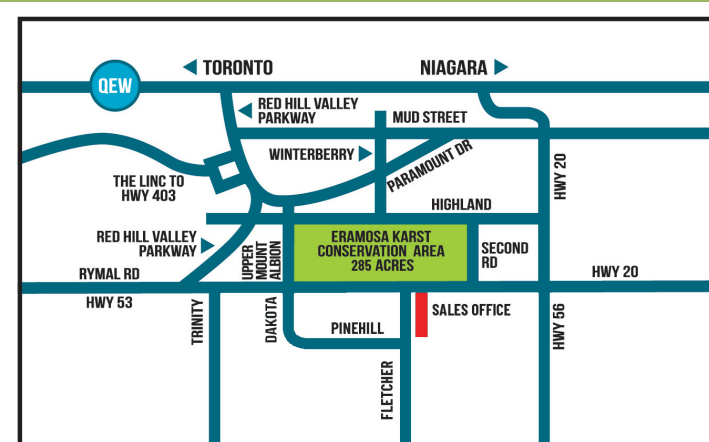 TORONTO
NIAGARA
QEW
RED HILL VALLEY
PARKWAY
MUD STREET
WINTERBERRY
PARAMOUNT DR
THE LINC TO
HWY 403
HWY 20
HIGHLAND
RED HILL VALLEY
PARKWAY
UPPER
MOUNT
ALBION
ERAMOSA KARST
CONSERVATION AREA
285 ACRES
SECOND
RD
RYMAL RD
HWY 20
HWY 53
TRINITY
DAKOTA
PINEHILL
SALES OFFICE
HWY 56
FLETCHER